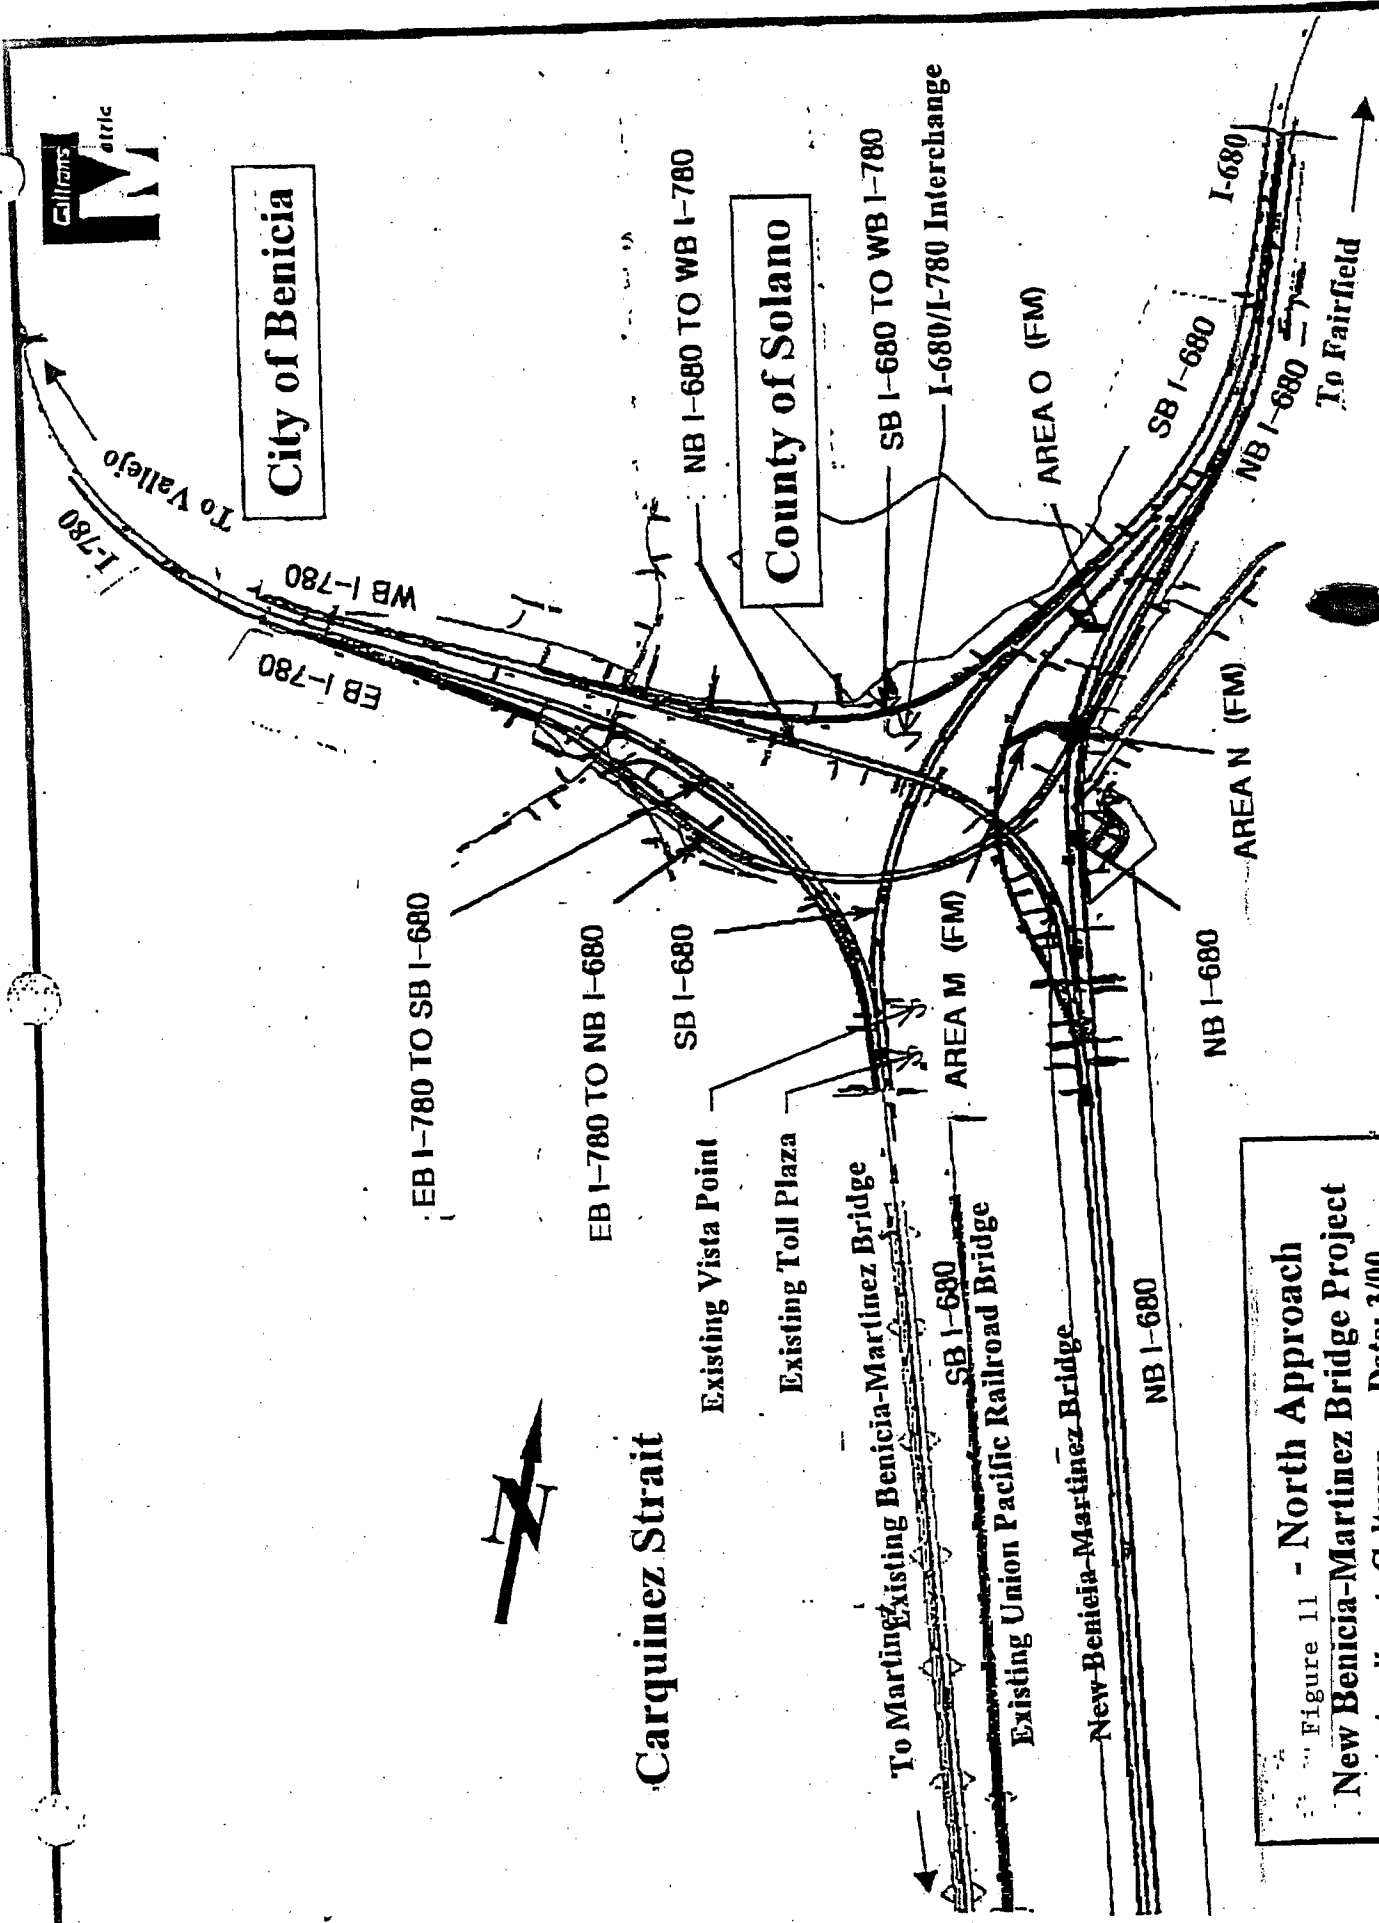 Caltrans
M
etric
City of Benicia
To Vallejo
I-780
WB I-780
EB I-780
NB I-680 TO WB I-780
County of Solano
SB I-680 TO WB I-780
I-680/I-780 Interchange
AREA O (FM)
I-680
SB I-680
NB I-680
To Fairfield
EB I-780 TO SB I-680
EB I-780 TO NB I-680
SB I-680
AREA M (FM)
AREA N (FM)
NB I-680
Existing Vista Point
Existing Toll Plaza
N
Carquinez Strait
To Martinez
Existing Benicia-Martinez Bridge
SB I-680
Existing Union Pacific Railroad Bridge
New Benicia-Martinez Bridge
NB I-680
Figure 11 - North Approach
New Benicia-Martinez Bridge Project